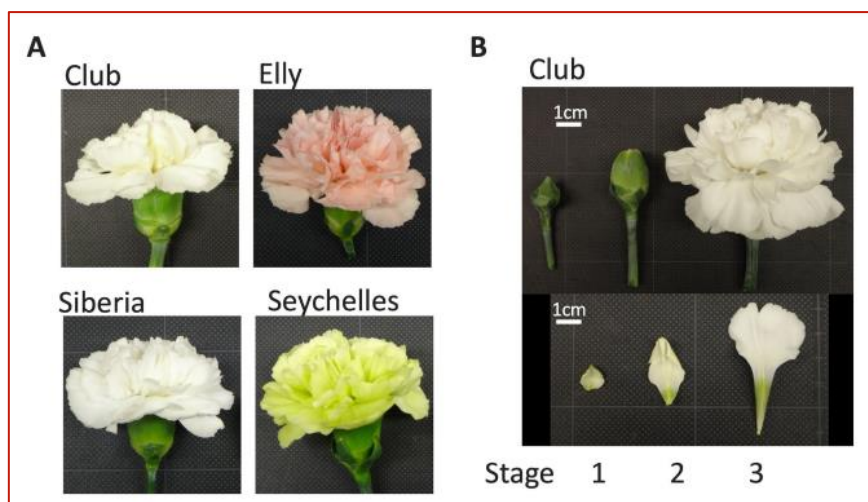 A
Club
Elly
Siberia
Seychelles
B
Club
1cm
1cm
Stage 1 2 3